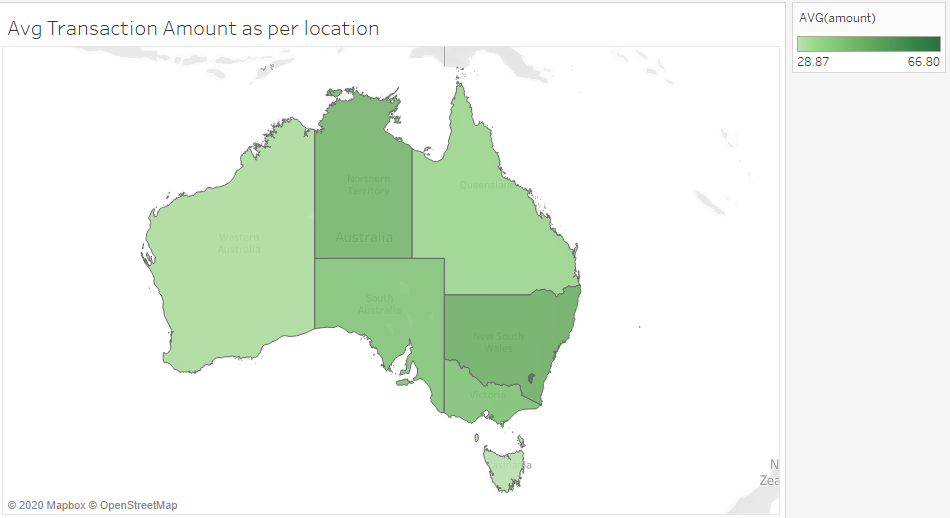 Avg Transaction Amount as per location
AVG(amount)
28.87 66.80
Northern
Territory
Queensland
Western
Australia
Australia
South
Australia
New South
Wales
Victoria
Tasmania
N
Zea
© 2020 Mapbox © OpenStreetMap